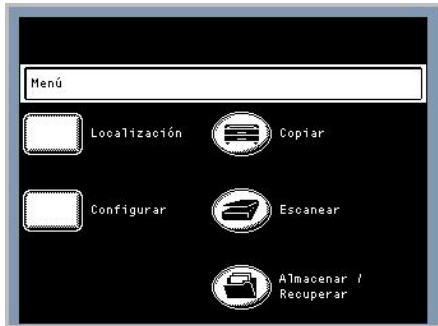 Menú
Localización
Copiar
Configurar
Escanear
Almacenar /
Recuperar